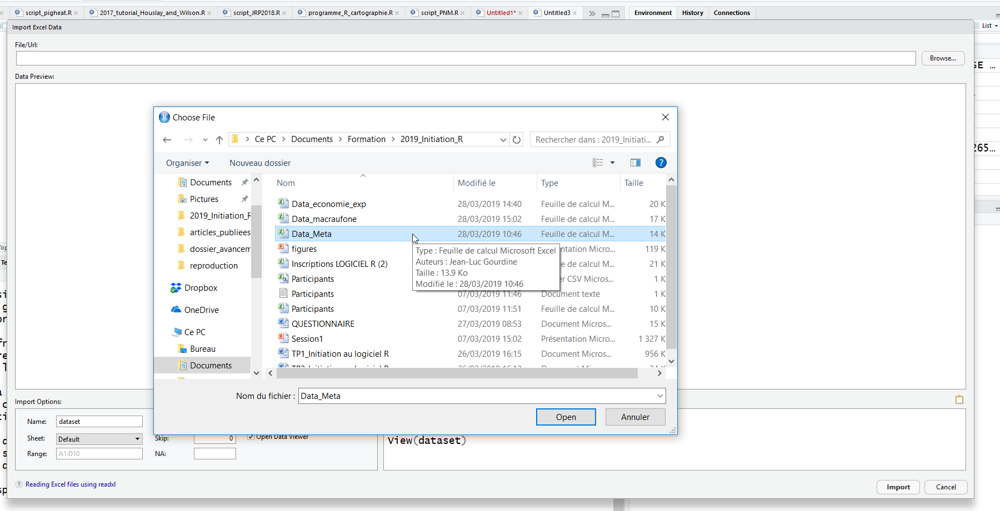 script_pigheat.R
2017_tutorial_Houslay_and_Wilson.R
script_JRP2018.R
programme_R_cartographie.R
script_PNM.R
Untitled1*
Untitled3
Environment
History
Connections
Import Excel Data
List
File/Url:
Browse...
Data Preview:
Choose File
Ce PC > Documents > Formation > 2019_Initiation_R
Rechercher dans : 2019_Initiati...
Organiser
Nouveau dossier
Documents
Pictures
2019_Initiation_R
articles_publiees
dossier_avancem
reproduction
Dropbox
OneDrive
Ce PC
Bureau
Documents
Nom Modifié le Type Taille
Data_economie_exp 28/03/2019 14:40 Feuille de calcul M... 20 K
Data_macraufone 28/03/2019 15:02 Feuille de calcul M... 17 K
Data_Meta 28/03/2019 10:46 Feuille de calcul M... 14 K
figures ntation Micro... 119 K
Inscriptions LOGICIEL R (2) e de calcul M... 21 K
Participants er CSV Micros... 1 K
Participants 07/03/2019 11:46 Document texte 1 K
Participants 07/03/2019 11:51 Feuille de calcul M... 10 K
QUESTIONNAIRE 27/03/2019 08:53 Document Micros... 15 K
Session1 07/03/2019 15:02 Présentation Micro... 1 327 K
TP1_Initiation au logiciel R 26/03/2019 16:15 Document Micros... 956 K
Type : Feuille de calcul Microsoft Excel
Auteurs : Jean-Luc Gourdine
Taille : 13.9 Ko
Modifié le : 28/03/2019 10:46
Nom du fichier : Data_Meta
Open
Annuler
Import Options:
Name: dataset
Sheet: Default
Range: A1:D10
Skip: 0
NA:
Open Data Viewer
View(dataset)
Reading Excel files using readxl
Import
Cancel